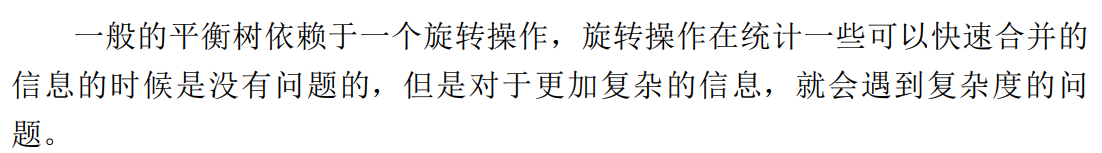 一般的平衡树依赖于一个旋转操作，旋转操作在统计一些可以快速合并的
信息的时候是没有问题的，但是对于更加复杂的信息，就会遇到复杂度的问
题。